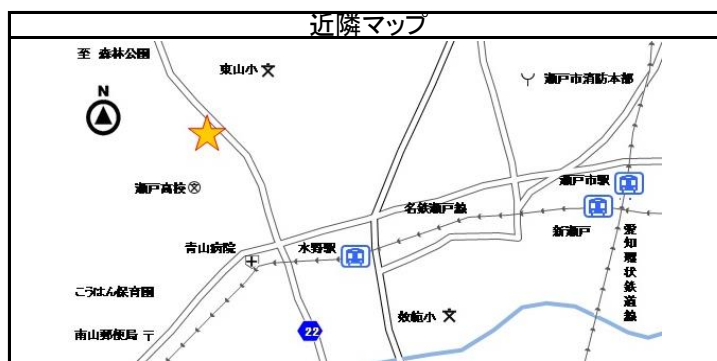 近隣マップ
至 森林公園
東山小
瀬戸市消防本部
N
瀬戸高校
瀬戸市駅
名鉄瀬戸線
新瀬戸
青山病院
水野駅
愛知環状鉄道線
こうはん保育園
効範小
22
南山郵便局